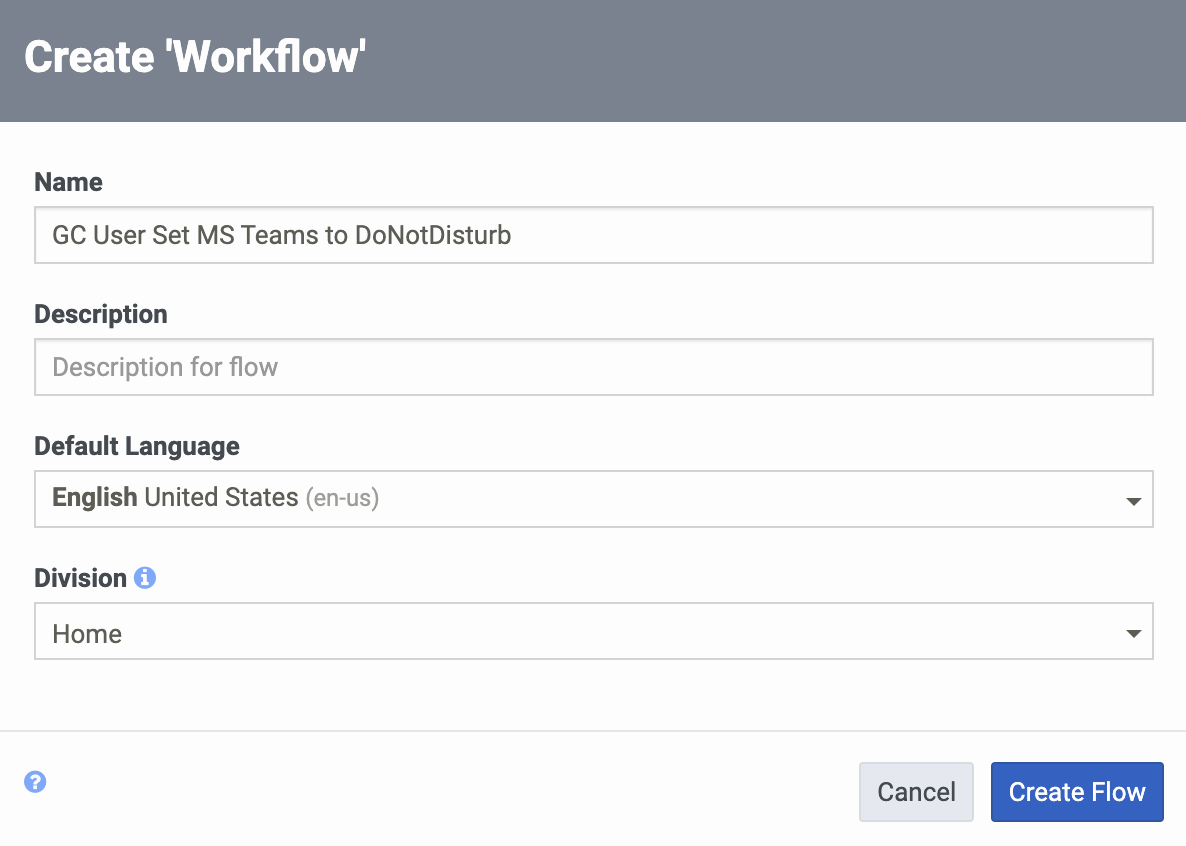 Create 'Workflow'
Name
GC User Set MS Teams to DoNotDisturb
Description
Description for flow
Default Language
English United States (en-us)
Division
Home
Cancel
Create Flow